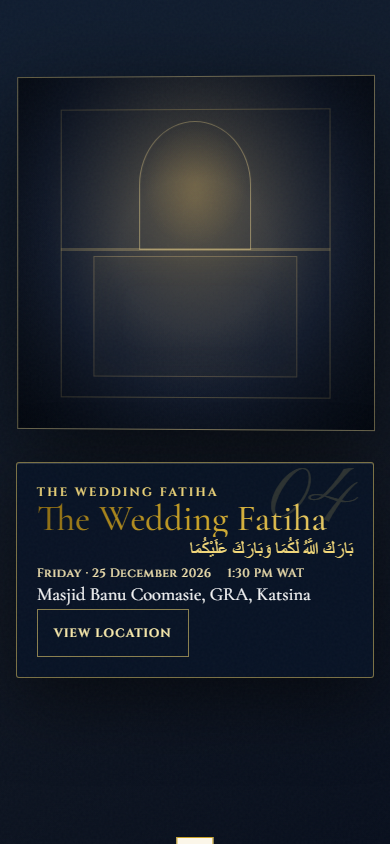 THE WEDDING FATIHA
04
The Wedding Fatiha
بَارَكَ اللَّهُ لَكُمَا وَبَارَكَ عَلَيْكُمَا
FRIDAY · 25 DECEMBER 2026 1:30 PM WAT
Masjid Banu Coomasie, GRA, Katsina
VIEW LOCATION